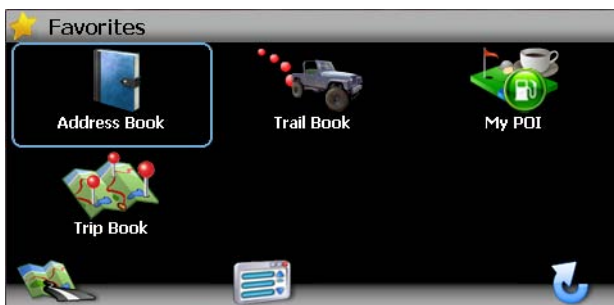 Favorites
Address Book
Trail Book
My POI
Trip Book